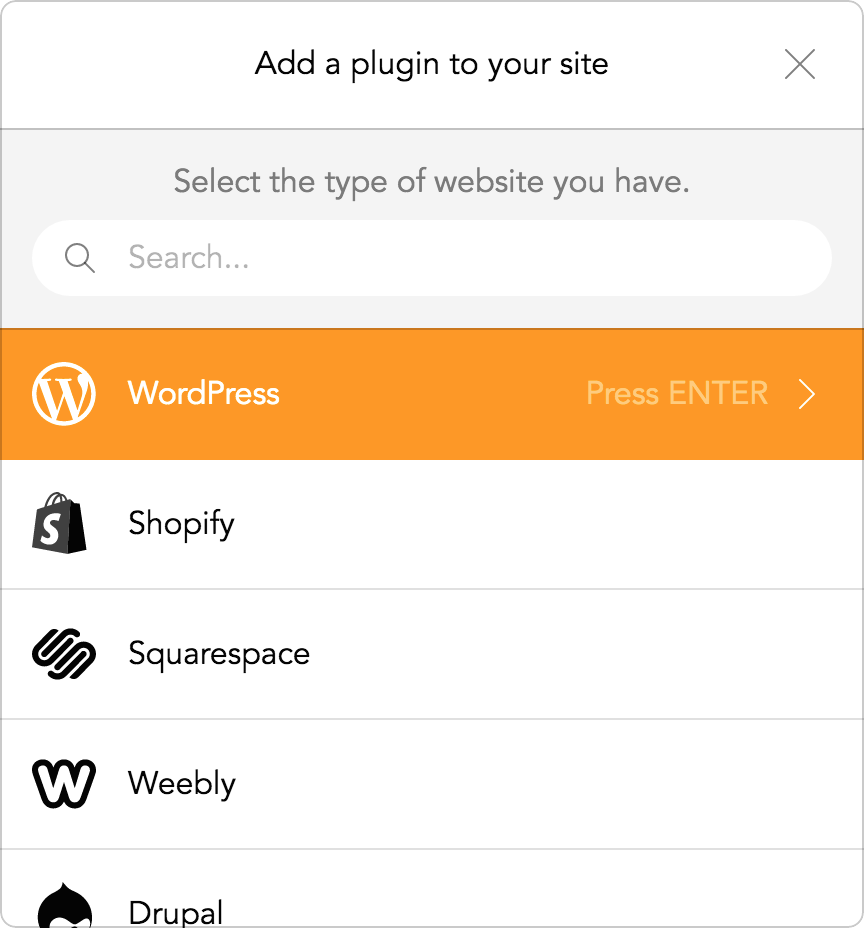 Add a plugin to your site
Select the type of website you have.
Search...
WordPress Press ENTER
Shopify
Squarespace
Weebly
Drupal